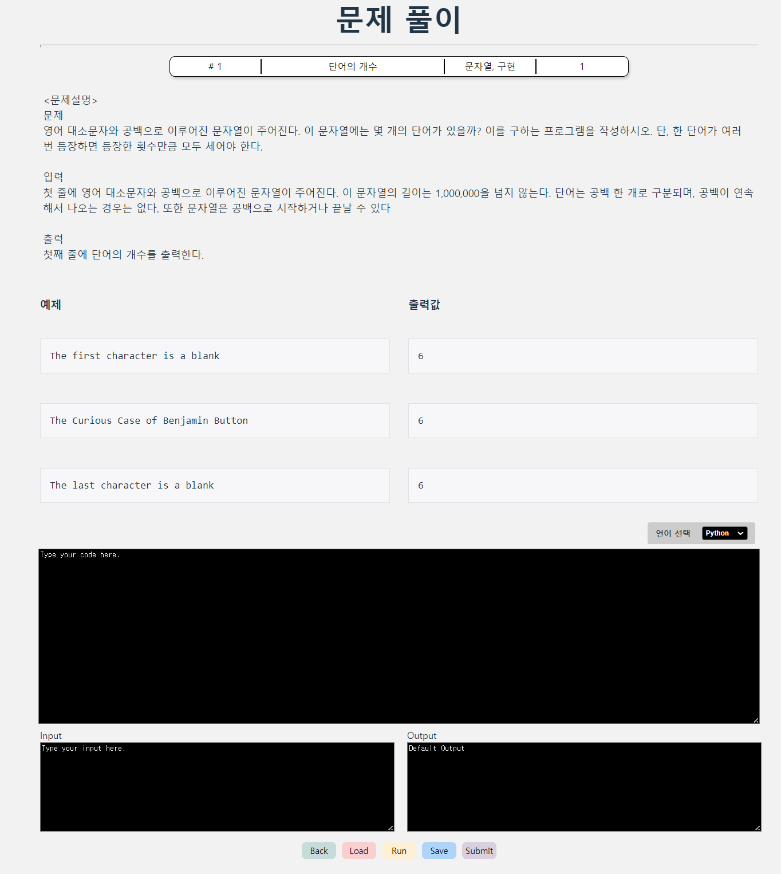 문제 풀이
# 1 단어의 개수 문자열, 구현 1
<문제설명>
문제
영어 대소문자와 공백으로 이루어진 문자열이 주어진다. 이 문자열에는 몇 개의 단어가 있을까? 이를 구하는 프로그램을 작성하시오. 단, 한 단어가 여러
번 등장하면 등장한 횟수만큼 모두 세어야 한다.
입력
첫 줄에 영어 대소문자와 공백으로 이루어진 문자열이 주어진다. 이 문자열의 길이는 1,000,000을 넘지 않는다. 단어는 공백 한 개로 구분되며, 공백이 연속
해서 나오는 경우는 없다. 또한 문자열은 공백으로 시작하거나 끝날 수 있다
출력
첫째 줄에 단어의 개수를 출력한다.
예제 출력값
The first character is a blank 6
The Curious Case of Benjamin Button 6
The last character is a blank 6
언어 선택 Python
Type your code here.
Input Output
Type your input here. Default Output
Back Load Run Save Submit